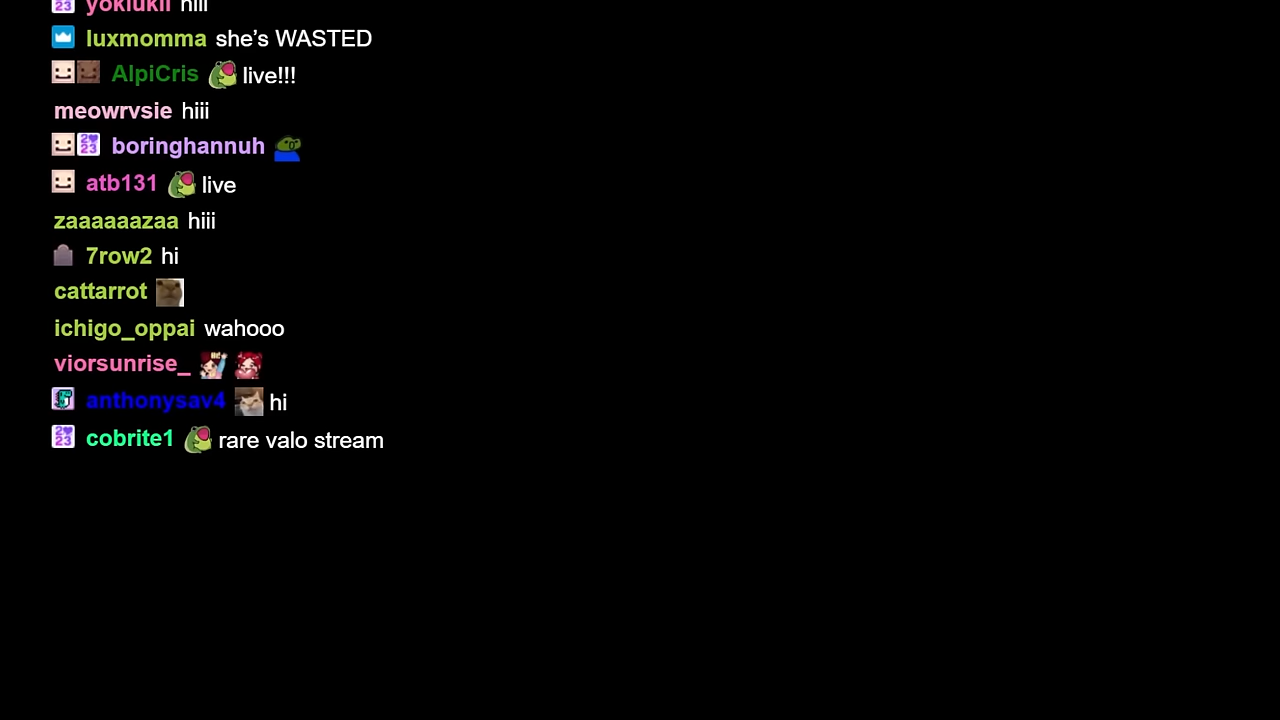 hiii
luxmomma she's WASTED
AlpiCris live!!!
meowrvsie hiii
boringhannuh
atb131 live
zaaaaaazaa hiii
7row2 hi
cattarrot
ichigo_oppai wahooo
viorsunrise_
anthonysav4 hi
cobrite1 rare valo stream